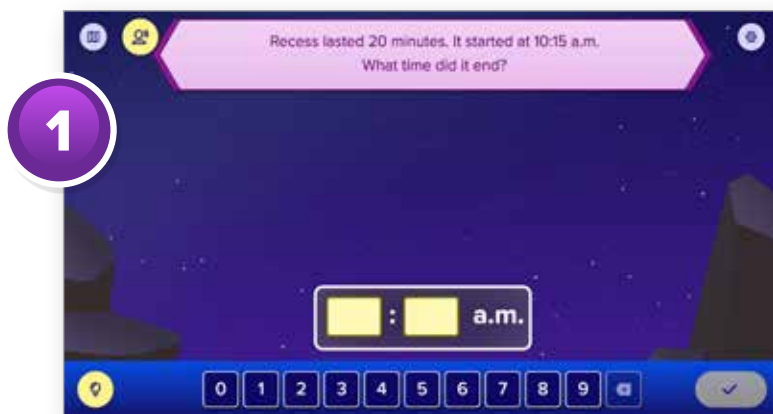 Recess lasted 20 minutes. It started at 10:15 a.m.
What time did it end?
1
: a.m.
0 1 2 3 4 5 6 7 8 9